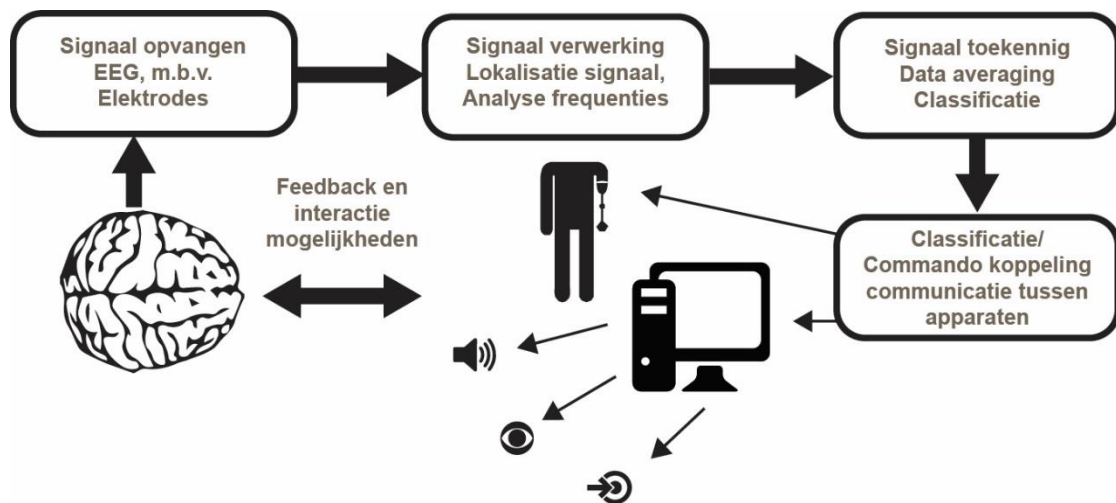 Signaal opvangen
EEG, m.b.v.
Elektrodes
Signaal verwerking
Lokalisatie signaal,
Analyse frequenties
Signaal toekennig
Data averaging
Classificatie
Feedback en
interactie
mogelijkheden
Classificatie/
Commando koppeling
communicatie tussen
apparaten